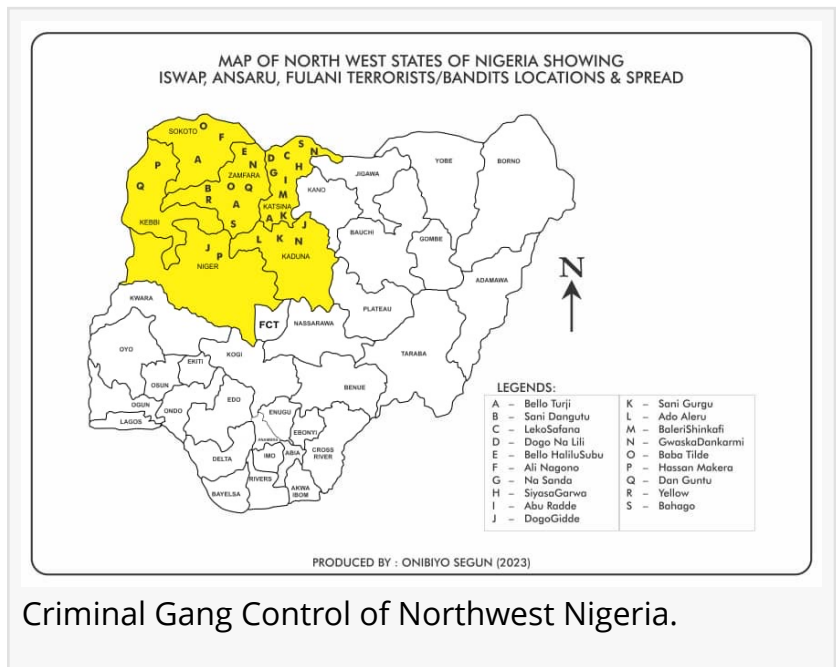 MAP OF NORTH WEST STATES OF NIGERIA SHOWING
ISWAP, ANSARU, FULANI TERRORISTS/BANDITS LOCATIONS & SPREAD
SOKOTO O
F
S
YOBE
BORNO
E
D C N
P
A
N
H
ZAMFARA
G
JIGAWA
I
KANO
Q
B
O Q
M
R
A
KATSINA
KEBBI
S
A K J
BAUCHI
GOMBE
L K N
J
P
KADUNA
NIGER
N
ADAMAWA
KWARA
PLATEAU
FCT
NASSARAWA
OYO
KOGI
TARABA
EKITI
OSUN
BENUE
EDO
OGUN
ONDO
ENUGU
LAGOS
EBONYI
DELTA
IMO
ABIA
CROSS
RIVER
RIVERS
AKWA
IBOM
BAYELSA
LEGENDS:
A – Bello Turji
B – Sani Dangutu
C – LekoSafana
D – Dogo Na Lili
E – Bello HaliluSubu
F – Ali Nagono
G – Na Sanda
H – SiyasaGarwa
I – Abu Radde
J – DogoGidde
K – Sani Gurgu
L – Ado Aleru
M – BaleriShinkafi
N – GwaskaDankarmi
O – Baba Tilde
P – Hassan Makera
Q – Dan Guntu
R – Yellow
S – Bahago
PRODUCED BY : ONIBIYO SEGUN (2023)
Criminal Gang Control of Northwest Nigeria.